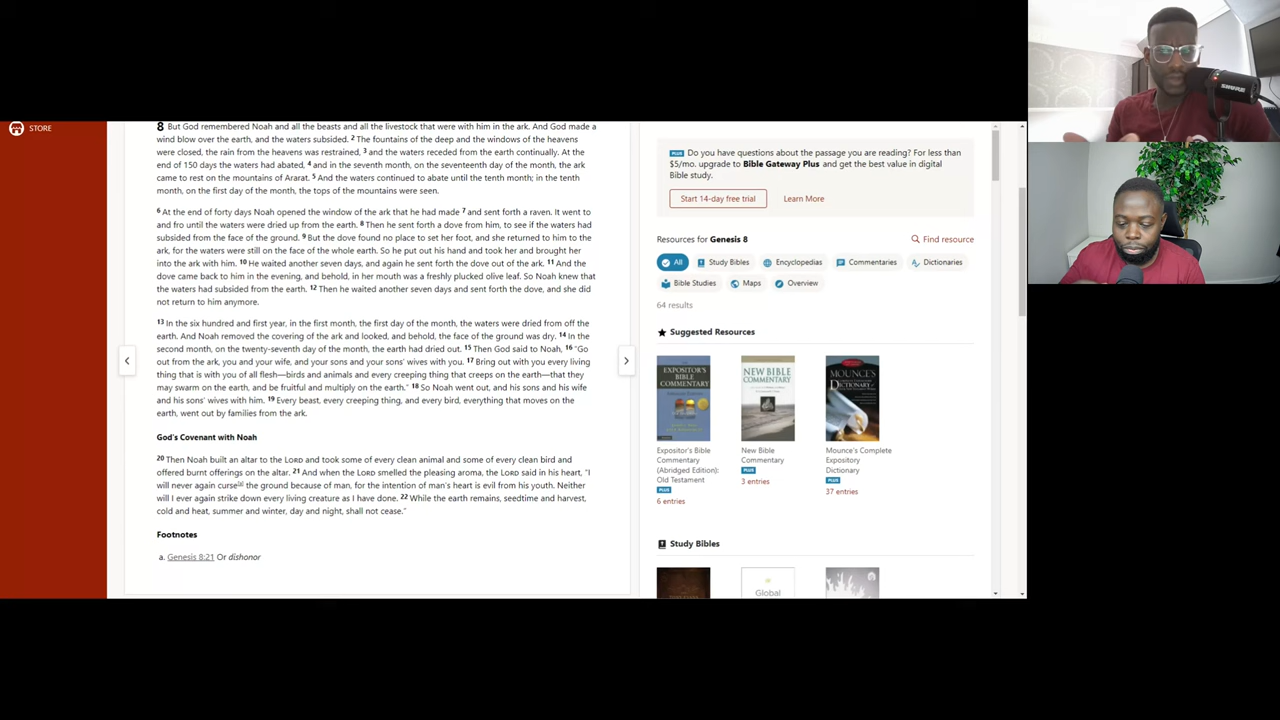 STORE
8 But God remembered Noah and all the beasts and all the livestock that were with him in the ark. And God made a
wind blow over the earth, and the waters subsided. 2 The fountains of the deep and the windows of the heavens
were closed, the rain from the heavens was restrained, 3 and the waters receded from the earth continually. At the
end of 150 days the waters had abated, 4 and in the seventh month, on the seventeenth day of the month, the ark
came to rest on the mountains of Ararat. 5 And the waters continued to abate until the tenth month; in the tenth
month, on the first day of the month, the tops of the mountains were seen.
6 At the end of forty days Noah opened the window of the ark that he had made 7 and sent forth a raven. It went to
and fro until the waters were dried up from the earth. 8 Then he sent forth a dove from him, to see if the waters had
subsided from the face of the ground. 9 But the dove found no place to set her foot, and she returned to him to the
ark, for the waters were still on the face of the whole earth. So he put out his hand and took her and brought her
into the ark with him. 10 He waited another seven days, and again he sent forth the dove out of the ark. 11 And the
dove came back to him in the evening, and behold, in her mouth was a freshly plucked olive leaf. So Noah knew that
the waters had subsided from the earth. 12 Then he waited another seven days and sent forth the dove, and she did
not return to him anymore.
13 In the six hundred and first year, in the first month, the first day of the month, the waters were dried from off the
earth. And Noah removed the covering of the ark and looked, and behold, the face of the ground was dry. 14 In the
second month, on the twenty-seventh day of the month, the earth had dried out. 15 Then God said to Noah, 16 "Go
out from the ark, you and your wife, and your sons and your sons' wives with you. 17 Bring out with you every living
thing that is with you of all flesh—birds and animals and every creeping thing that creeps on the earth—that they
may swarm on the earth, and be fruitful and multiply on the earth." 18 So Noah went out, and his sons and his wife
and his sons' wives with him. 19 Every beast, every creeping thing, and every bird, everything that moves on the
earth, went out by families from the ark.
God's Covenant with Noah
20 Then Noah built an altar to the LORD and took some of every clean animal and some of every clean bird and
offered burnt offerings on the altar. 21 And when the LORD smelled the pleasing aroma, the LORD said in his heart, "I
will never again curse[a] the ground because of man, for the intention of man's heart is evil from his youth. Neither
will I ever again strike down every living creature as I have done. 22 While the earth remains, seedtime and harvest,
cold and heat, summer and winter, day and night, shall not cease."
Footnotes
a. Genesis 8:21 Or dishonor
PLUS Do you have questions about the passage you are reading? For less than
$5/mo. upgrade to Bible Gateway Plus and get the best value in digital
Bible study.
Start 14-day free trial Learn More
Resources for Genesis 8 Find resource
All Study Bibles Encyclopedias Commentaries Dictionaries
Bible Studies Maps Overview
64 results
Suggested Resources
EXPOSITOR'S BIBLE COMMENTARY
NEW BIBLE COMMENTARY
MOUNCE'S DICTIONARY
Expositor's Bible
Commentary
(Abridged Edition):
Old Testament
PLUS
6 entries
New Bible
Commentary
PLUS
3 entries
Mounce's Complete
Expository
Dictionary
PLUS
37 entries
Study Bibles
Global